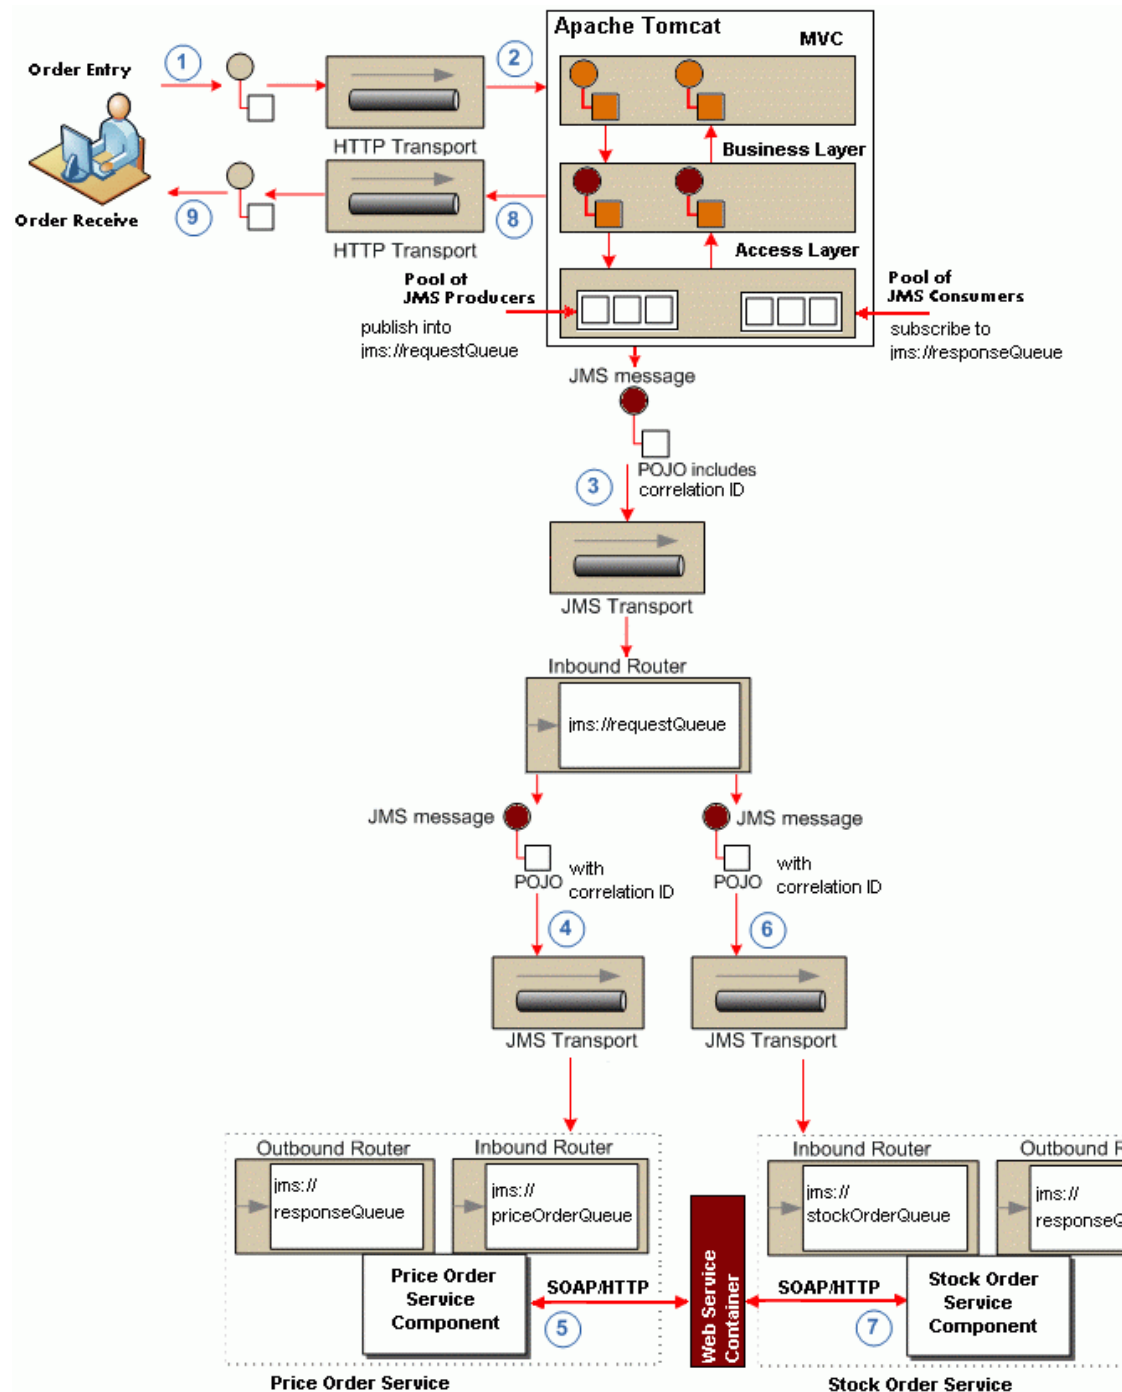 Apache Tomcat
MVC
Order Entry
1
2
HTTP Transport
Business Layer
Order Receive
9
8
HTTP Transport
Access Layer
Pool of
JMS Producers
publish into
jms://requestQueue
Pool of
JMS Consumers
subscribe to
jms://responseQueue
JMS message
POJO includes
correlation ID
3
JMS Transport
Inbound Router
jms://requestQueue
JMS message
POJO
with
correlation ID
JMS message
POJO
with
correlation ID
4
6
JMS Transport
JMS Transport
Outbound Router
Inbound Router
jms://
responseQueue
jms://
priceOrderQueue
Price Order
Service
Component
SOAP/HTTP
5
Web Service
Container
Inbound Router
Outbound R
jms://
stockOrderQueue
jms://
responseQ
SOAP/HTTP
7
Stock Order
Service
Component
Price Order Service
Stock Order Service